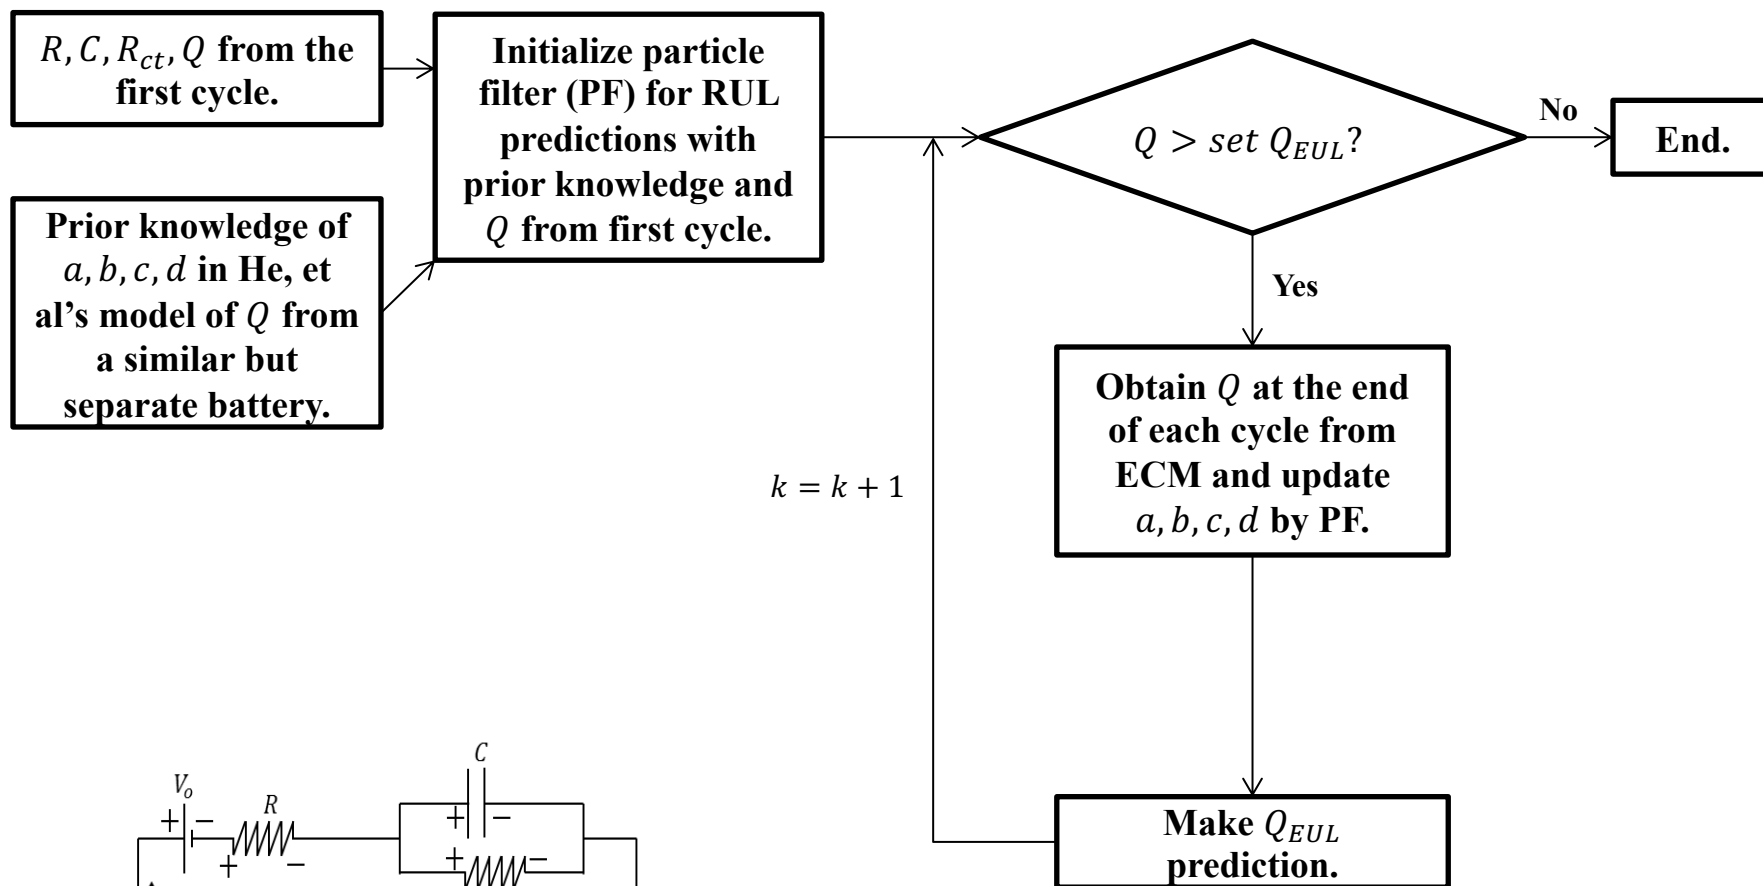 R, C, R_ct, Q from the
first cycle.
Prior knowledge of
a, b, c, d in He, et
al’s model of Q from
a similar but
separate battery.
Initialize particle
filter (PF) for RUL
predictions with
prior knowledge and
Q from first cycle.
Q > set Q_EUL?
No
End.
Yes
Obtain Q at the end
of each cycle from
ECM and update
a, b, c, d by PF.
k = k + 1
Make Q_EUL
prediction.
C
V_o
R
+ −
+ −
+ −
+ −